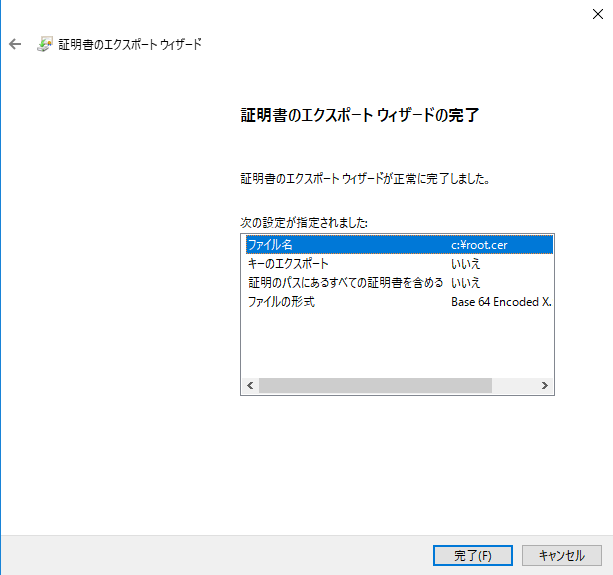 証明書のエクスポート ウィザード
証明書のエクスポート ウィザードの完了
証明書のエクスポート ウィザードが正常に完了しました。
次の設定が指定されました:
ファイル名 c:¥root.cer
キーのエクスポート いいえ
証明のパスにあるすべての証明書を含める いいえ
ファイルの形式 Base 64 Encoded X.
完了(F) キャンセル